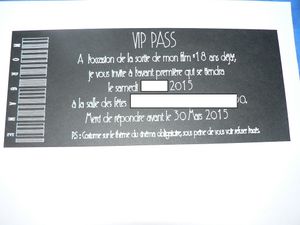 VIP PASS
A l'occasion de la sortie de mon film "18 ans déjà",
je vous invite à l'avant première qui se tiendra
le samedi 2015
à la salle des fêtes
Merci de répondre avant le 30 Mars 2015
P.S : Costume sur le thème du cinéma obligatoire, sous peine de vous voir refuser l'accès.
MORGANE